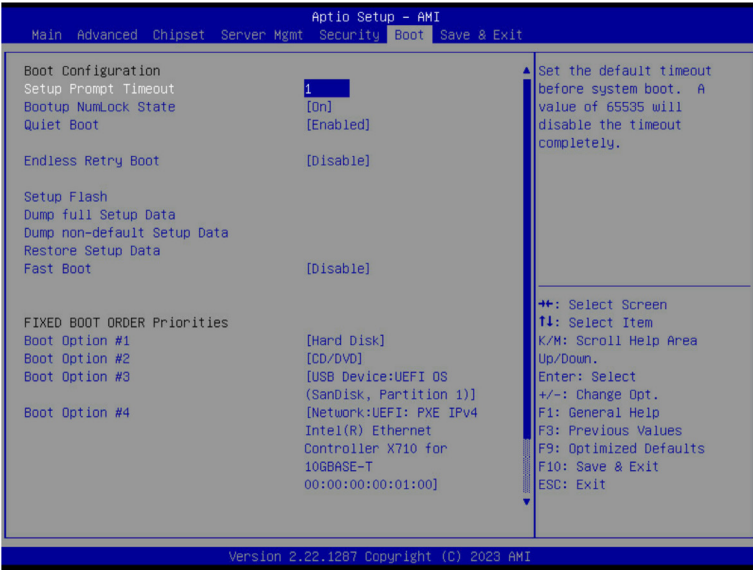 Aptio Setup – AMI
Main Advanced Chipset Server Mgmt Security Boot Save & Exit
Boot Configuration
Setup Prompt Timeout 1
Bootup NumLock State [On]
Quiet Boot [Enabled]
Endless Retry Boot [Disable]
Setup Flash
Dump full Setup Data
Dump non-default Setup Data
Restore Setup Data
Fast Boot [Disable]
FIXED BOOT ORDER Priorities
Boot Option #1 [Hard Disk]
Boot Option #2 [CD/DVD]
Boot Option #3 [USB Device:UEFI OS
(SanDisk, Partition 1)]
Boot Option #4 [Network:UEFI: PXE IPv4
Intel(R) Ethernet
Controller X710 for
10GBASE-T
00:00:00:00:01:00]
Set the default timeout
before system boot. A
value of 65535 will
disable the timeout
completely.
→←: Select Screen
↑↓: Select Item
K/M: Scroll Help Area
Up/Down.
Enter: Select
+/-: Change Opt.
F1: General Help
F3: Previous Values
F9: Optimized Defaults
F10: Save & Exit
ESC: Exit
Version 2.22.1287 Copyright (C) 2023 AMI